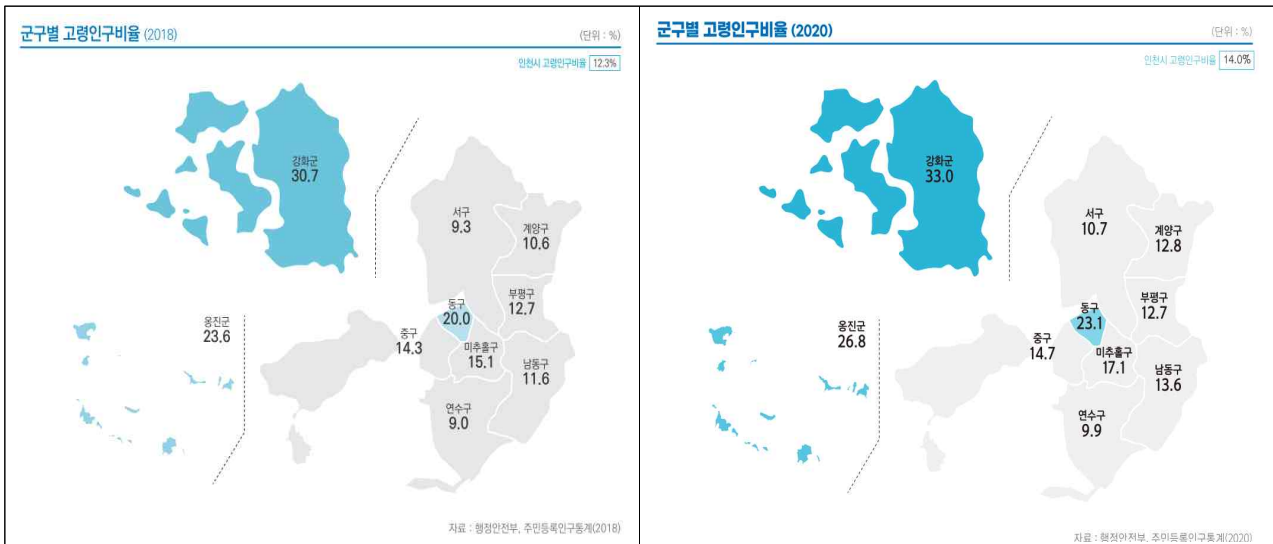 군구별 고령인구비율 (2018)
(단위 : %)
인천시 고령인구비율 12.3%
강화군
30.7
서구
9.3
계양구
10.6
부평구
12.7
동구
20.0
옹진군
23.6
중구
14.3
미추홀구
15.1
남동구
11.6
연수구
9.0
자료 : 행정안전부, 주민등록인구통계(2018)
군구별 고령인구비율 (2020)
(단위 : %)
인천시 고령인구비율 14.0%
강화군
33.0
서구
10.7
계양구
12.8
부평구
12.7
동구
23.1
옹진군
26.8
중구
14.7
미추홀구
17.1
남동구
13.6
연수구
9.9
자료 : 행정안전부, 주민등록인구통계(2020)